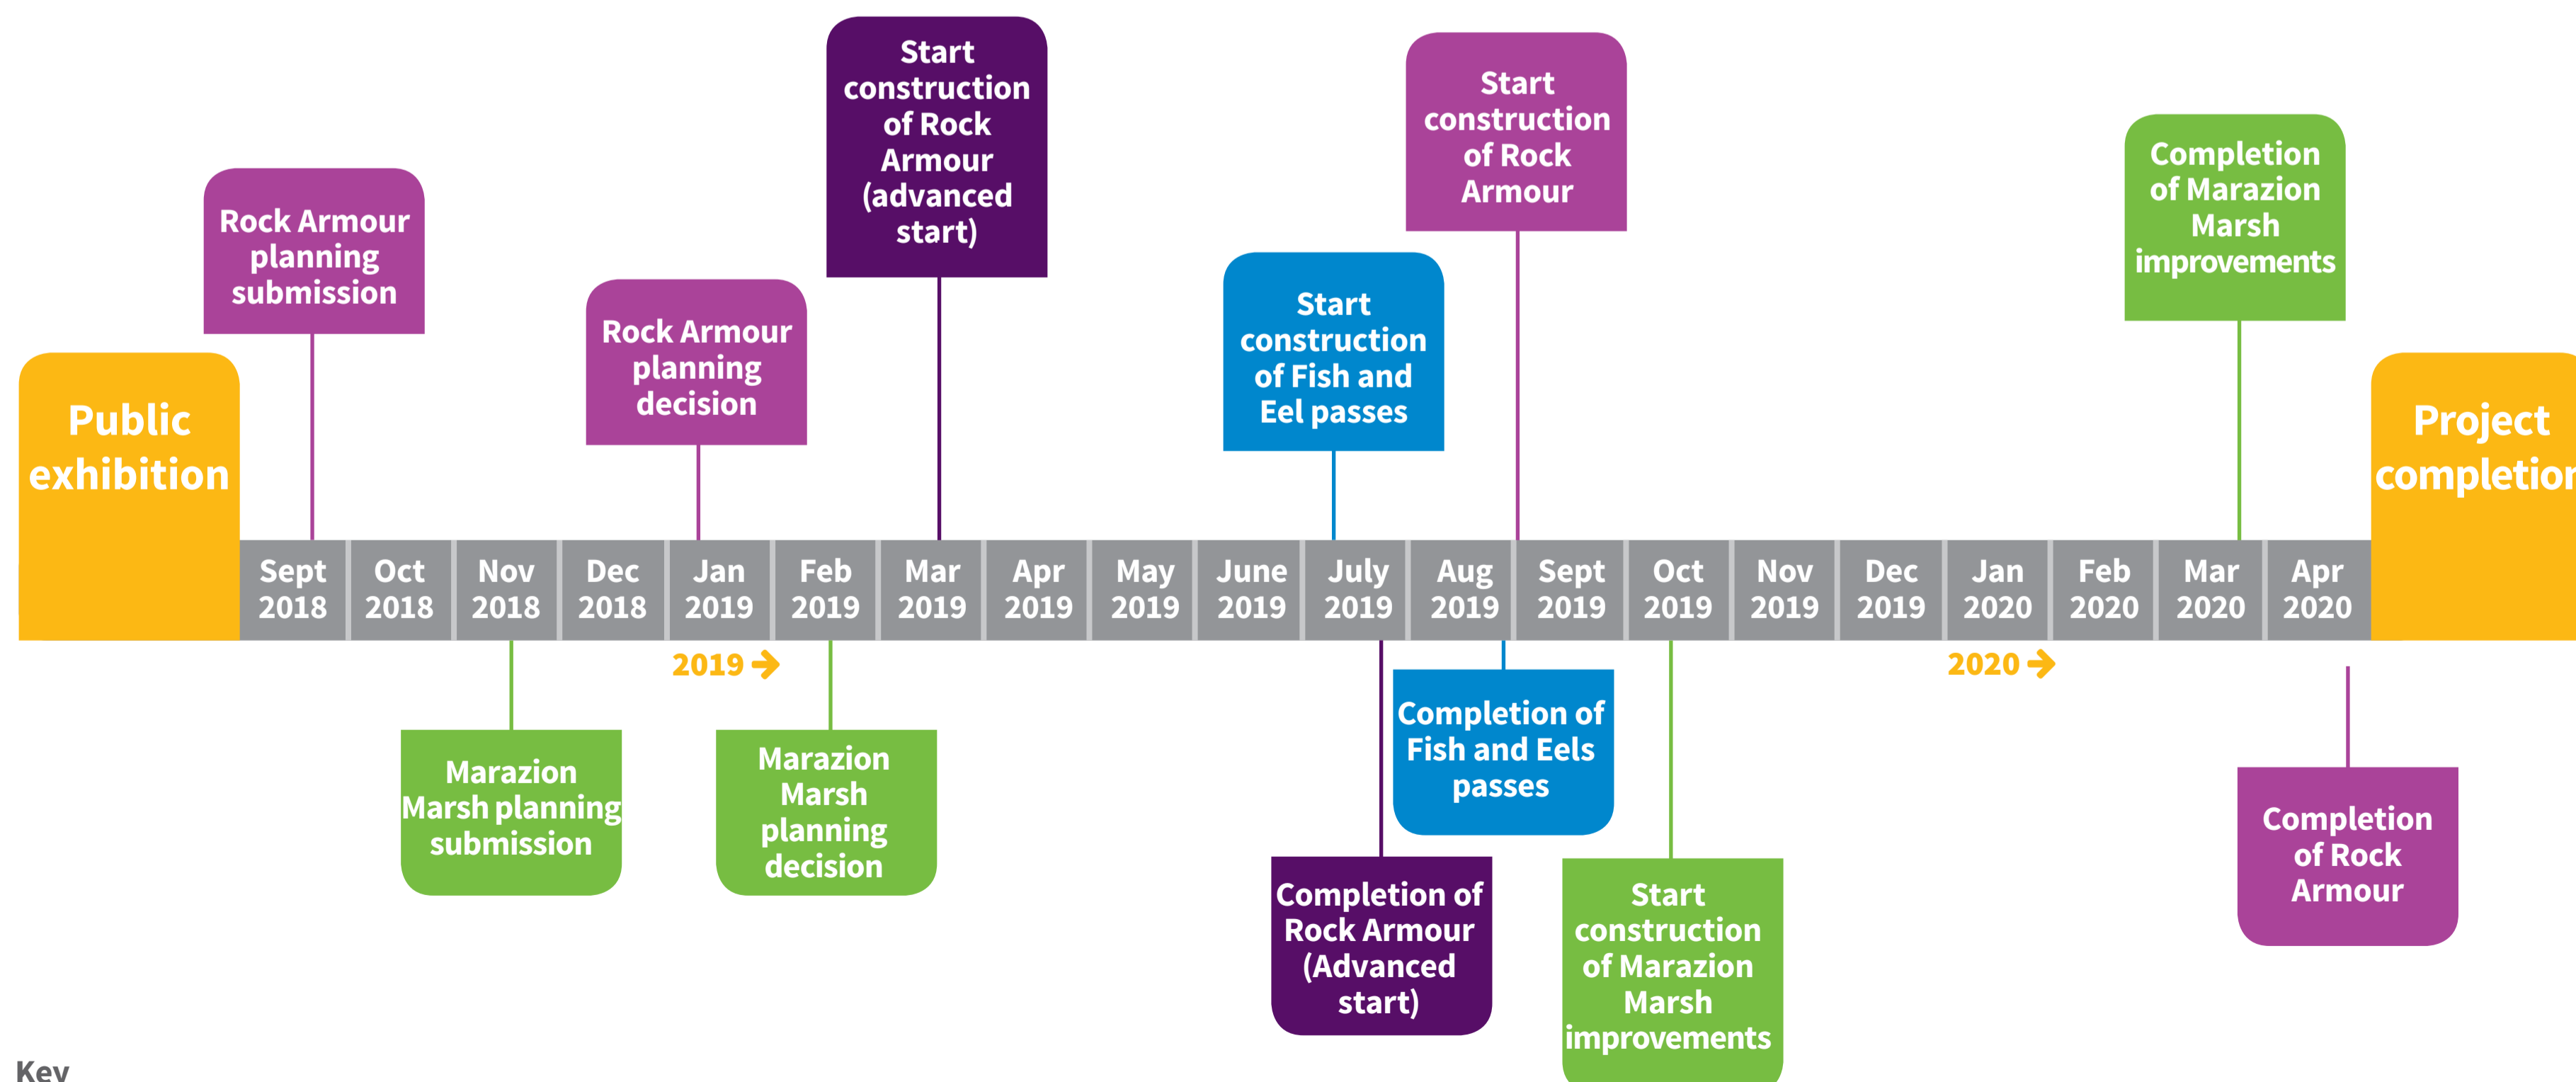 Start
construction
of Rock
Armour
(advanced
start)
Start
construction
of Rock
Armour
Completion
of Marazion
Marsh
improvements
Rock Armour
planning
submission
Rock Armour
planning
decision
Start
construction
of Fish and
Eel passes
Public
exhibition
Project
completion
Sept
2018
Oct
2018
Nov
2018
Dec
2018
Jan
2019
Feb
2019
Mar
2019
Apr
2019
May
2019
June
2019
July
2019
Aug
2019
Sept
2019
Oct
2019
Nov
2019
Dec
2019
Jan
2020
Feb
2020
Mar
2020
Apr
2020
2019
2020
Marazion
Marsh planning
submission
Marazion
Marsh
planning
decision
Completion of
Fish and Eels
passes
Completion of
Rock Armour
(Advanced
start)
Start
construction
of Marazion
Marsh
improvements
Completion
of Rock
Armour
Key